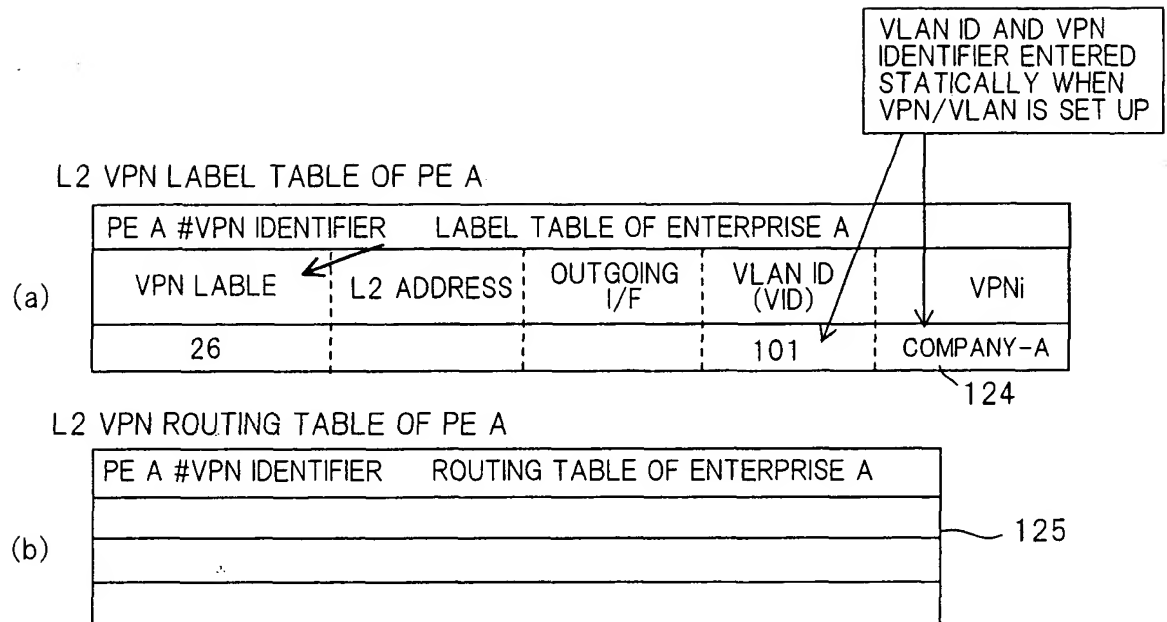 VLAN ID AND VPN
IDENTIFIER ENTERED
STATICALLY WHEN
VPN/VLAN IS SET UP
L2 VPN LABEL TABLE OF PE A
PE A #VPN IDENTIFIER LABEL TABLE OF ENTERPRISE A
(a)
VPN LABLE
L2 ADDRESS
OUTGOING
I/F
VLAN ID
(VID)
VPNi
26
101
COMPANY-A
124
L2 VPN ROUTING TABLE OF PE A
PE A #VPN IDENTIFIER ROUTING TABLE OF ENTERPRISE A
(b)
125